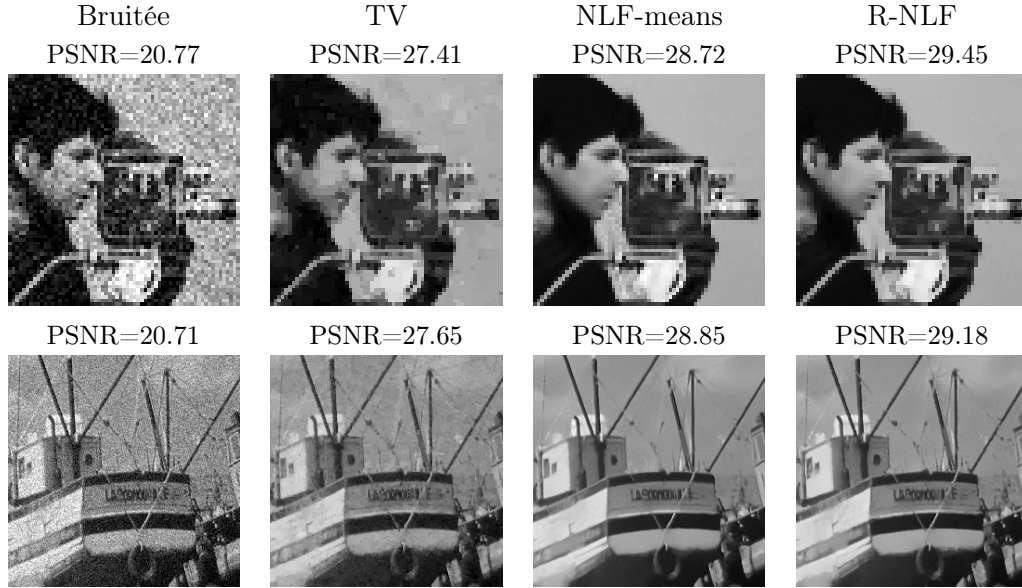 Bruitée TV NLF-means R-NLF
PSNR=20.77 PSNR=27.41 PSNR=28.72 PSNR=29.45
PSNR=20.71 PSNR=27.65 PSNR=28.85 PSNR=29.18